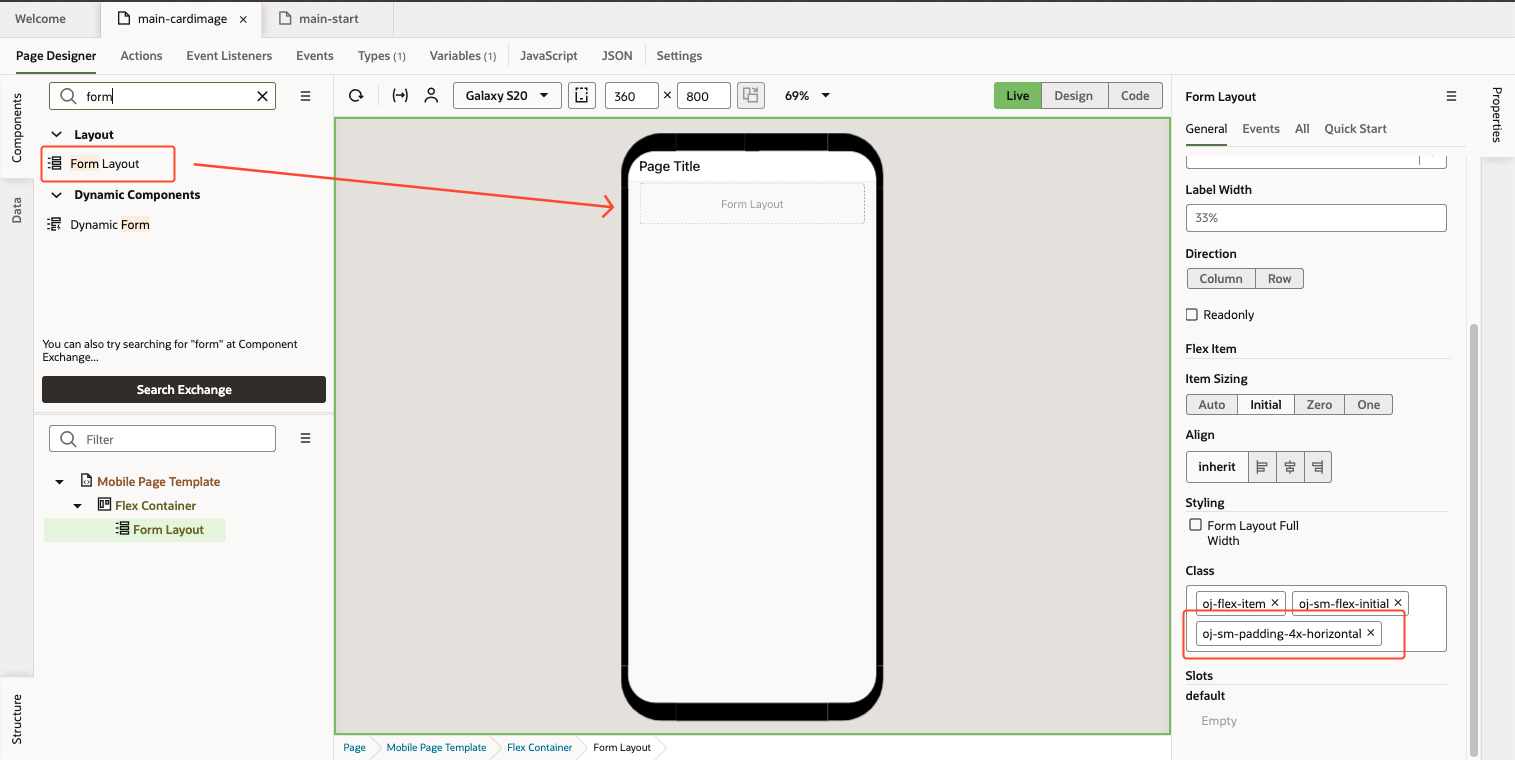 Welcome
main-cardimage ×
main-start
Page Designer
Actions
Event Listeners
Events
Types (1)
Variables (1)
JavaScript
JSON
Settings
Components
Data
form
Layout
Form Layout
Dynamic Components
Dynamic Form
You can also try searching for "form" at Component
Exchange...
Search Exchange
Structure
Filter
Mobile Page Template
Flex Container
Form Layout
Galaxy S20
360 × 800
69%
Live
Design
Code
Page Title
Form Layout
Page
Mobile Page Template
Flex Container
Form Layout
Properties
Form Layout
General
Events
All
Quick Start
Label Width
33%
Direction
Column
Row
Readonly
Flex Item
Item Sizing
Auto
Initial
Zero
One
Align
inherit
Styling
Form Layout Full
Width
Class
oj-flex-item × oj-sm-flex-initial ×
oj-sm-padding-4x-horizontal ×
Slots
default
Empty